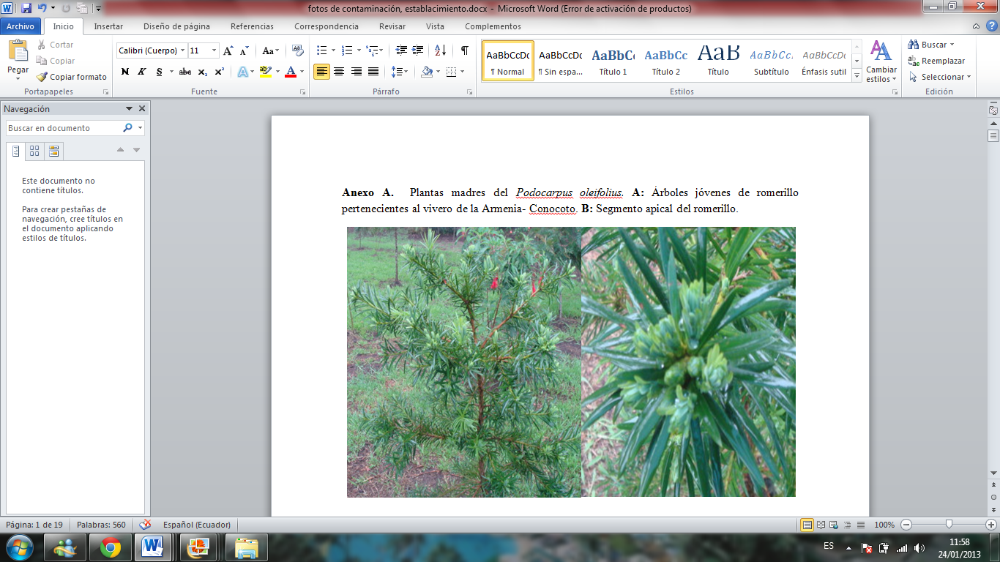 fotos de contaminación, establacimiento.docx - Microsoft Word (Error de activación de productos)
Archivo Inicio Insertar Diseño de página Referencias Correspondencia Revisar Vista Complementos
Pegar
Cortar
Copiar
Copiar formato
Portapapeles
Calibri (Cuerpo) 11
N K S abc x₂ x²
Fuente
Párrafo
AaBbCcDc AaBbCcDc AaBbC AaBbCc AaB AaBbCc. AaBbCcDc
¶ Normal ¶ Sin espa... Título 1 Título 2 Título Subtítulo Énfasis sutil
Cambiar estilos
Estilos
Buscar
Reemplazar
Seleccionar
Edición
Navegación
Buscar en documento
Este documento no
contiene títulos.
Para crear pestañas de
navegación, cree títulos en
el documento aplicando
estilos de títulos.
Anexo A. Plantas madres del Podocarpus oleifolius. A: Árboles jóvenes de romerillo
pertenecientes al vivero de la Armenia- Conocoto. B: Segmento apical del romerillo.
Página: 1 de 19 Palabras: 560 Español (Ecuador) 100%
ES 11:58
24/01/2013